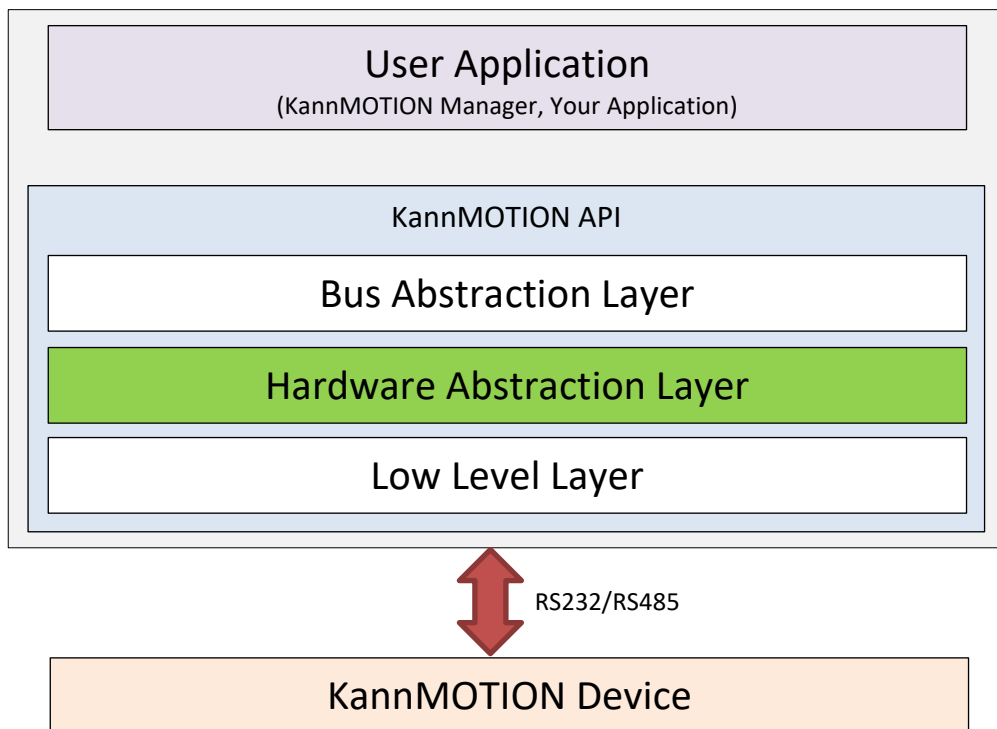 User Application
(KannMOTION Manager, Your Application)
KannMOTION API
Bus Abstraction Layer
Hardware Abstraction Layer
Low Level Layer
RS232/RS485
KannMOTION Device